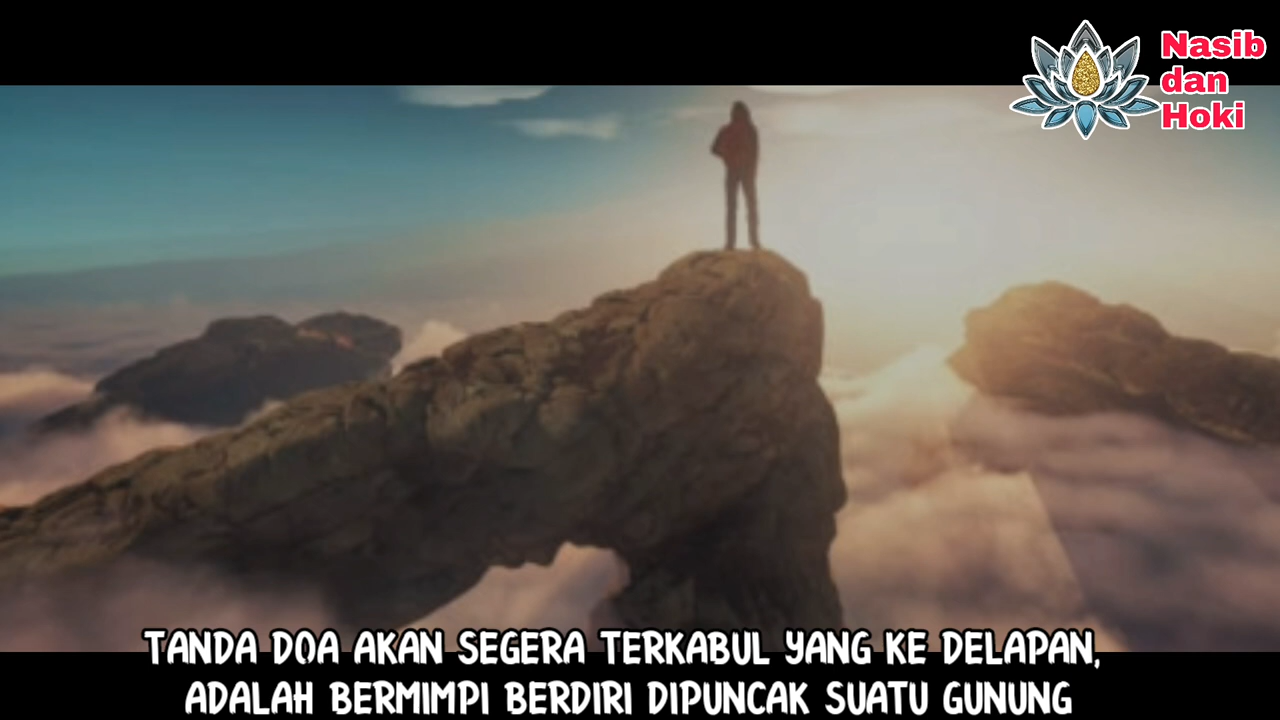 Nasib
dan
Hoki
TANDA DOA AKAN SEGERA TERKABUL YANG KE DELAPAN,
ADALAH BERMIMPI BERDIRI DIPUNCAK SUATU GUNUNG